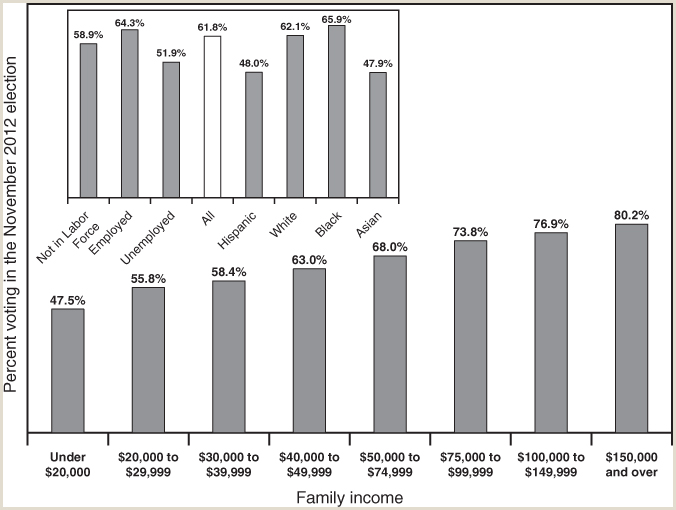 Percent voting in the November 2012 election
58.9%
64.3%
51.9%
61.8%
48.0%
62.1%
65.9%
47.9%
Not in Labor
Force
Employed
Unemployed
All
Hispanic
White
Black
Asian
47.5%
55.8%
58.4%
63.0%
68.0%
73.8%
76.9%
80.2%
Under
$20,000
$20,000 to
$29,999
$30,000 to
$39,999
$40,000 to
$49,999
$50,000 to
$74,999
$75,000 to
$99,999
$100,000 to
$149,999
$150,000
and over
Family income